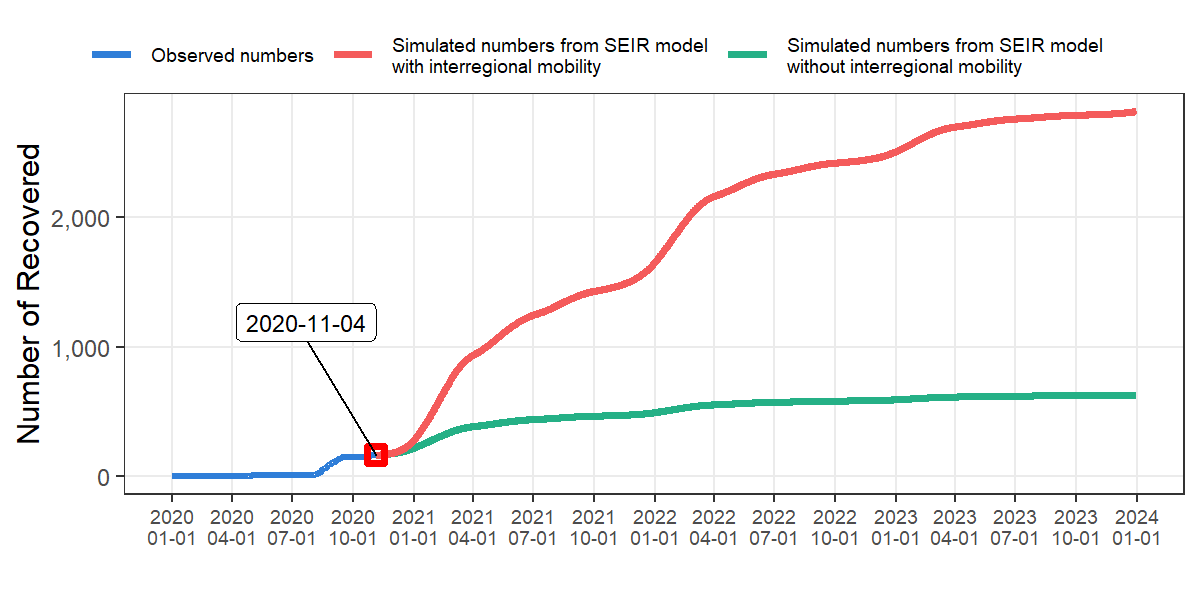 Observed numbers
Simulated numbers from SEIR model
with interregional mobility
Simulated numbers from SEIR model
without interregional mobility
Number of Recovered
2,000
1,000
0
2020-11-04
2020 2020 2020 2020 2021 2021 2021 2021 2022 2022 2022 2022 2023 2023 2023 2023 2024
01-01 04-01 07-01 10-01 01-01 04-01 07-01 10-01 01-01 04-01 07-01 10-01 01-01 04-01 07-01 10-01 01-01